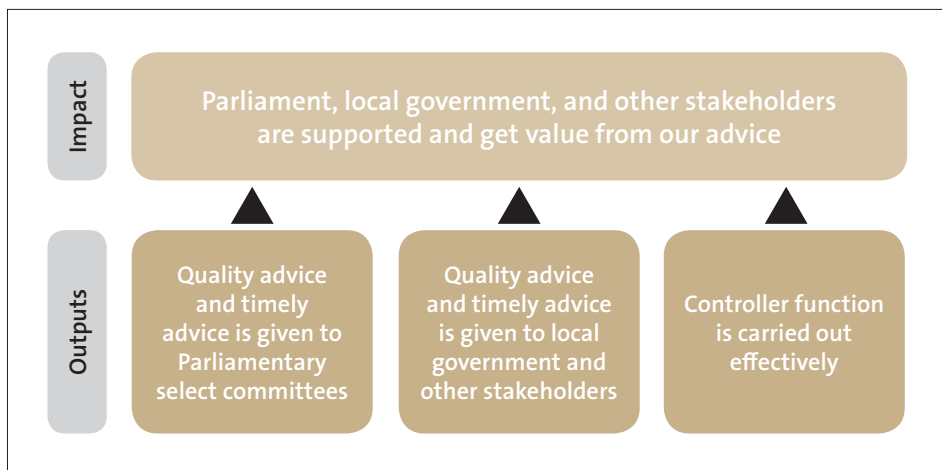 Impact
Parliament, local government, and other stakeholders
are supported and get value from our advice
Outputs
Quality advice
and timely
advice is given to
Parliamentary
select committees
Quality advice
and timely advice
is given to local
government and
other stakeholders
Controller function
is carried out
effectively